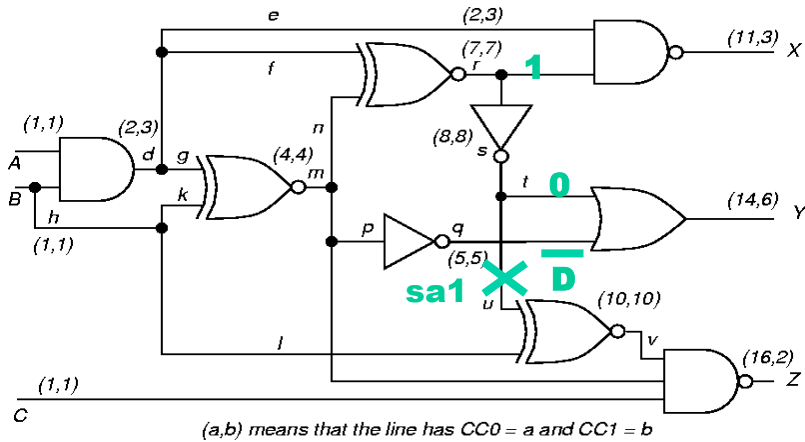 e (2,3)
(11,3) X
f (7,7)
r 1
(1,1) (2,3) n
A d g (4,4) m (8,8) s
B k t 0 (14,6) Y
h p q
(1,1) (5,5) D
sa1 u (10,10)
l v
(1,1) (16,2) Z
C
(a,b) means that the line has CC0 = a and CC1 = b